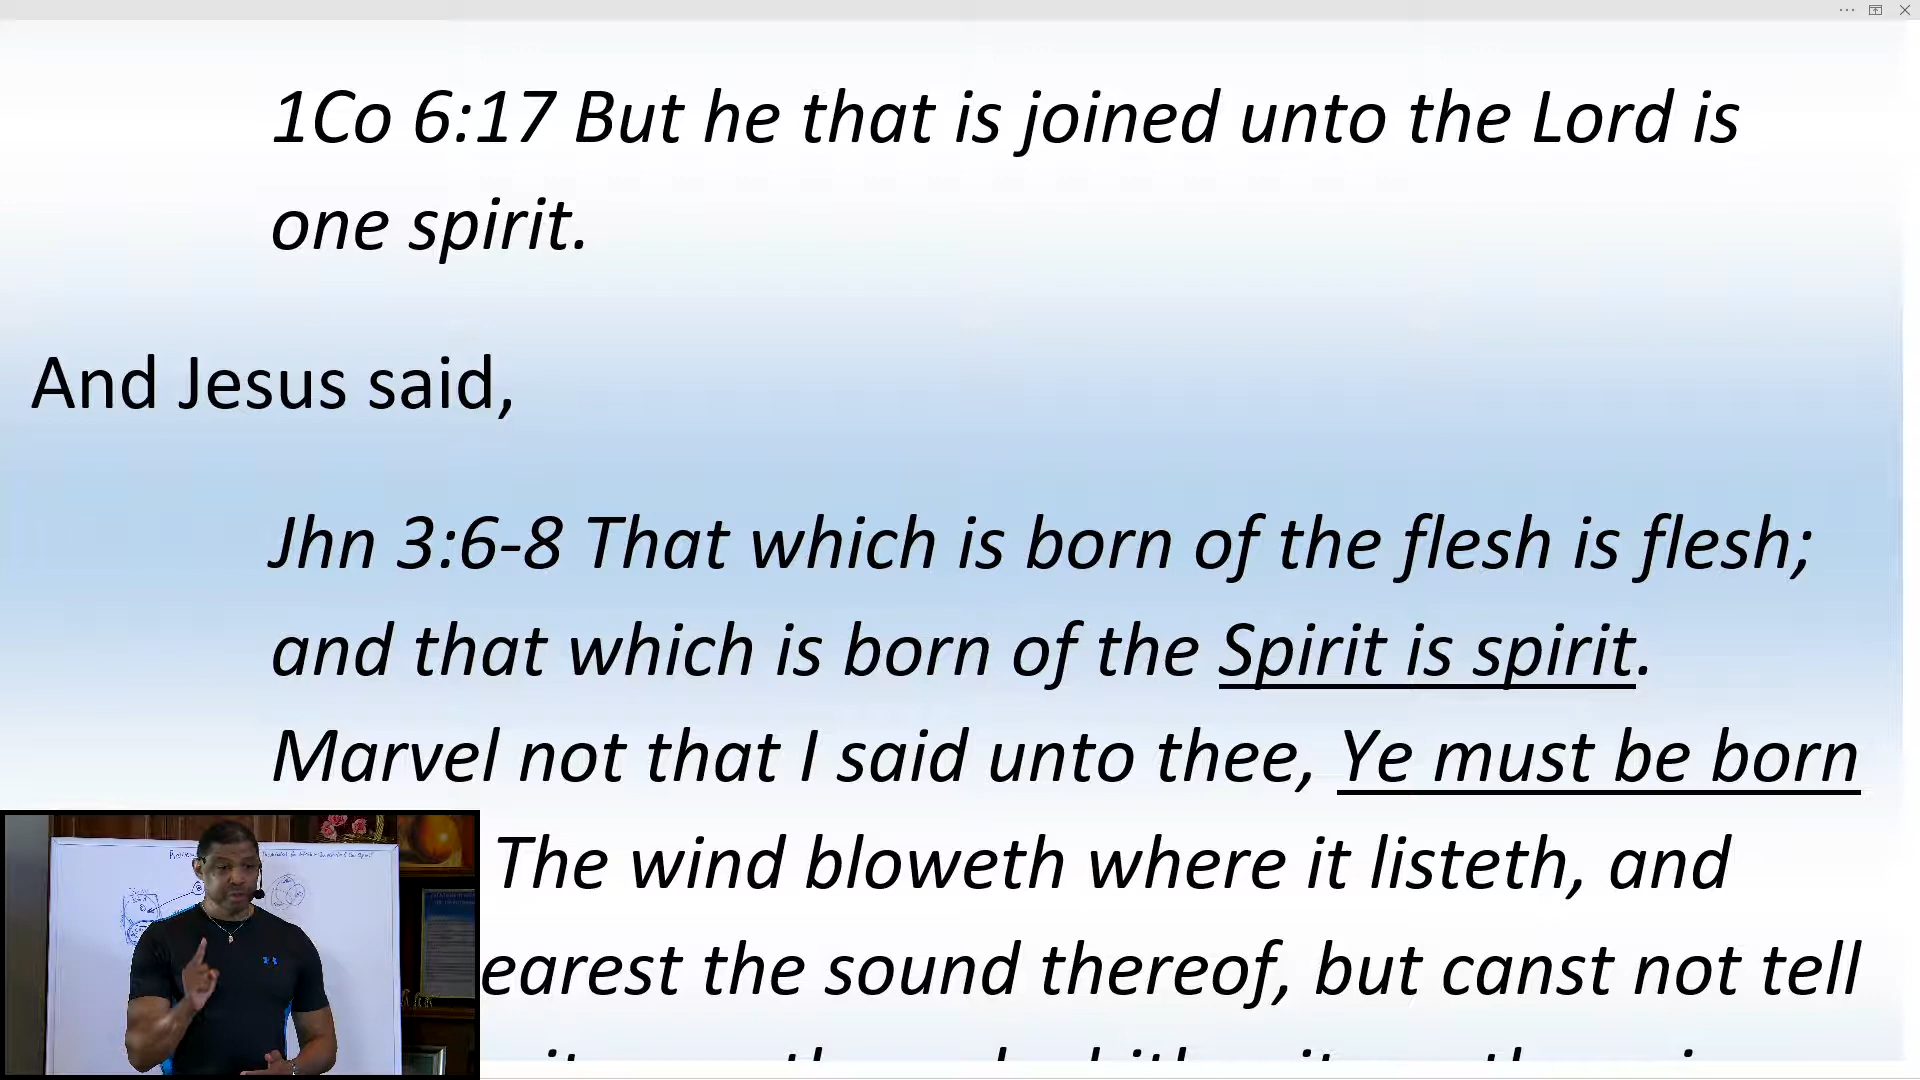 1Co 6:17 But he that is joined unto the Lord is
one spirit.
And Jesus said,
Jhn 3:6-8 That which is born of the flesh is flesh;
and that which is born of the Spirit is spirit.
Marvel not that I said unto thee, Ye must be born
The wind bloweth where it listeth, and
earest the sound thereof, but canst not tell